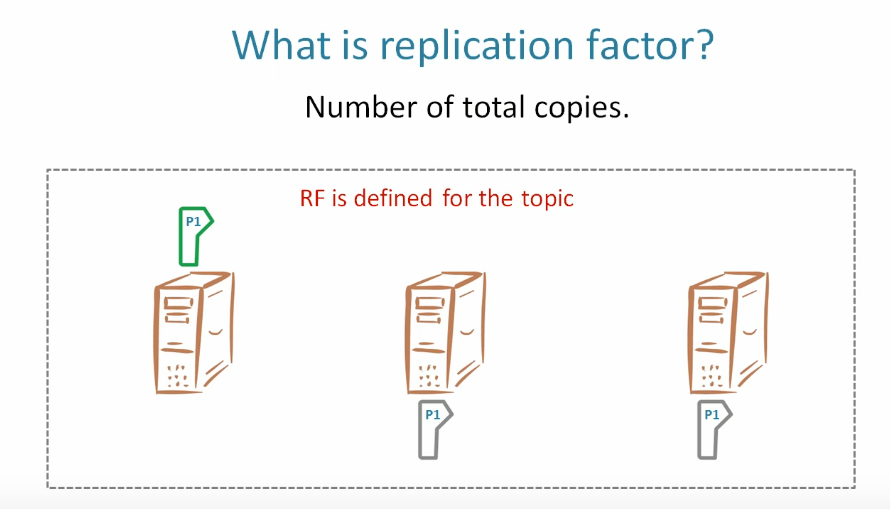 What is replication factor?
Number of total copies.
RF is defined for the topic
P1
P1
P1